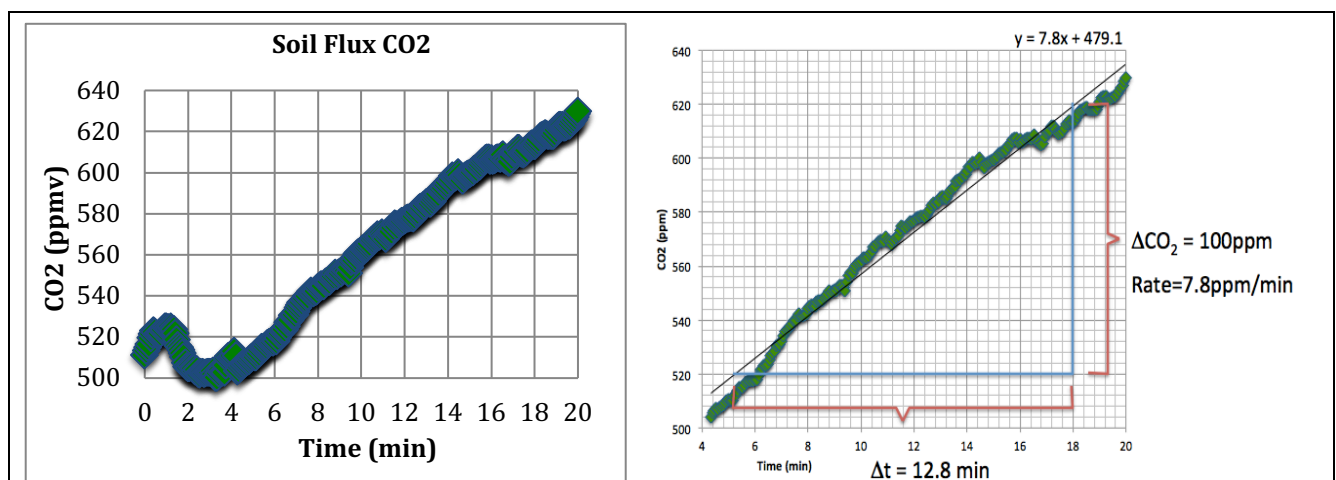 Soil Flux CO2
CO2 (ppmv)
640
620
600
580
560
540
520
500
0 2 4 6 8 10 12 14 16 18 20
Time (min)
y = 7.8x + 479.1
CO2 (ppm)
640
620
600
580
560
540
520
500
4 6 8 10 12 14 16 18 20
Time (min)
Δt = 12.8 min
ΔCO₂ = 100ppm
Rate=7.8ppm/min